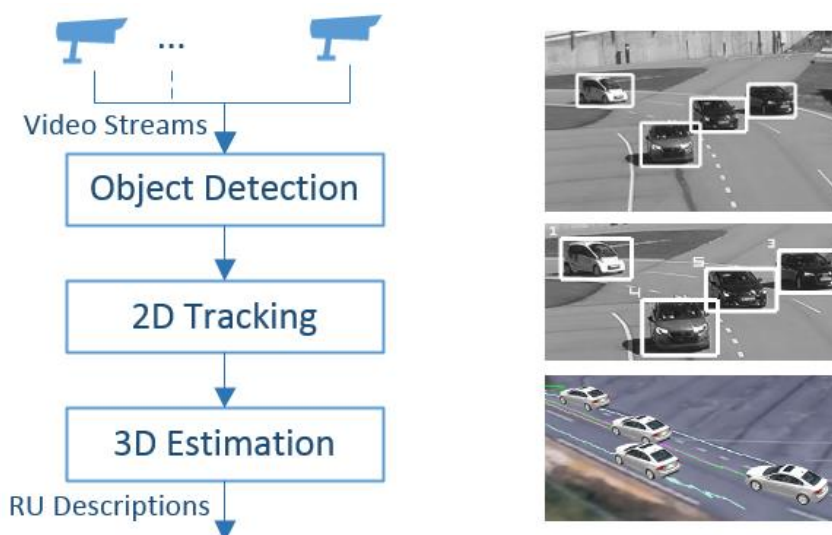 ...
Video Streams
Object Detection
2D Tracking
3D Estimation
RU Descriptions
1
3
5
4